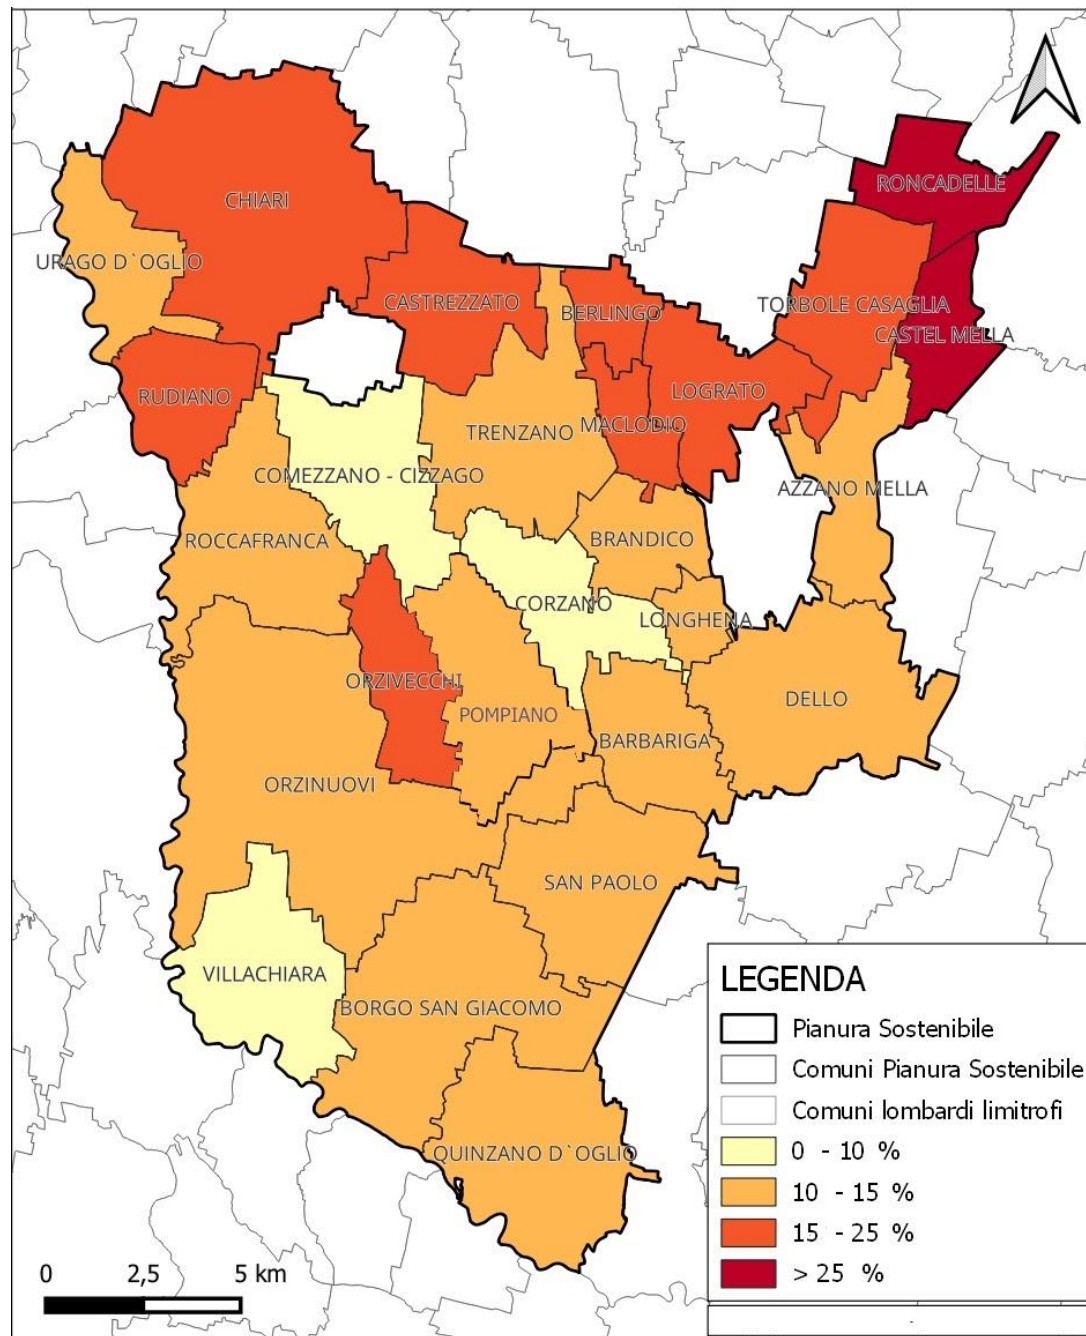 RONCADELLE
CHIARI
URAGO D`OGLIO
CASTREZZATO
BERLINGO
TORBOLE CASAGLIA
CASTEL MELLA
RUDIANO
LOGRATO
MACLODIO
TRENZANO
COMEZZANO - CIZZAGO
AZZANO MELLA
ROCCAFRANCA
BRANDICO
CORZANO
LONGHENA
ORZIVECCHI
DELLO
POMPIANO
BARBARIGA
ORZINUOVI
SAN PAOLO
VILLACHIARA
BORGO SAN GIACOMO
QUINZANO D`OGLIO
LEGENDA
Pianura Sostenibile
Comuni Pianura Sostenibile
Comuni lombardi limitrofi
0 - 10 %
10 - 15 %
15 - 25 %
> 25 %
0 2,5 5 km
-